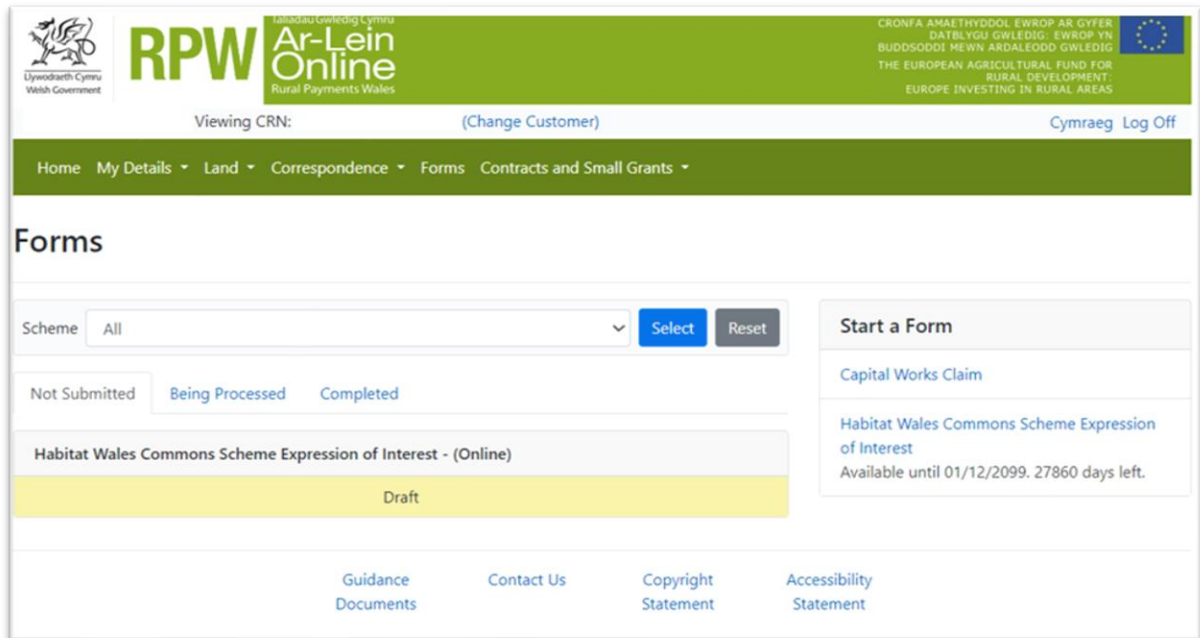 Llywodraeth Cymru
Welsh Government
RPW
Taliadau Gwledig Cymru
Ar-Lein
Online
Rural Payments Wales
CRONFA AMAETHYDDOL EWROP AR GYFER
DATBLYGU GWLEDIG: EWROP YN
BUDDSODDI MEWN ARDALEODD GWLEDIG
THE EUROPEAN AGRICULTURAL FUND FOR
RURAL DEVELOPMENT:
EUROPE INVESTING IN RURAL AREAS
Viewing CRN: (Change Customer) Cymraeg Log Off
Home My Details Land Correspondence Forms Contracts and Small Grants
Forms
Scheme All Select Reset
Not Submitted Being Processed Completed
Habitat Wales Commons Scheme Expression of Interest - (Online)
Draft
Start a Form
Capital Works Claim
Habitat Wales Commons Scheme Expression
of Interest
Available until 01/12/2099. 27860 days left.
Guidance
Documents
Contact Us
Copyright
Statement
Accessibility
Statement